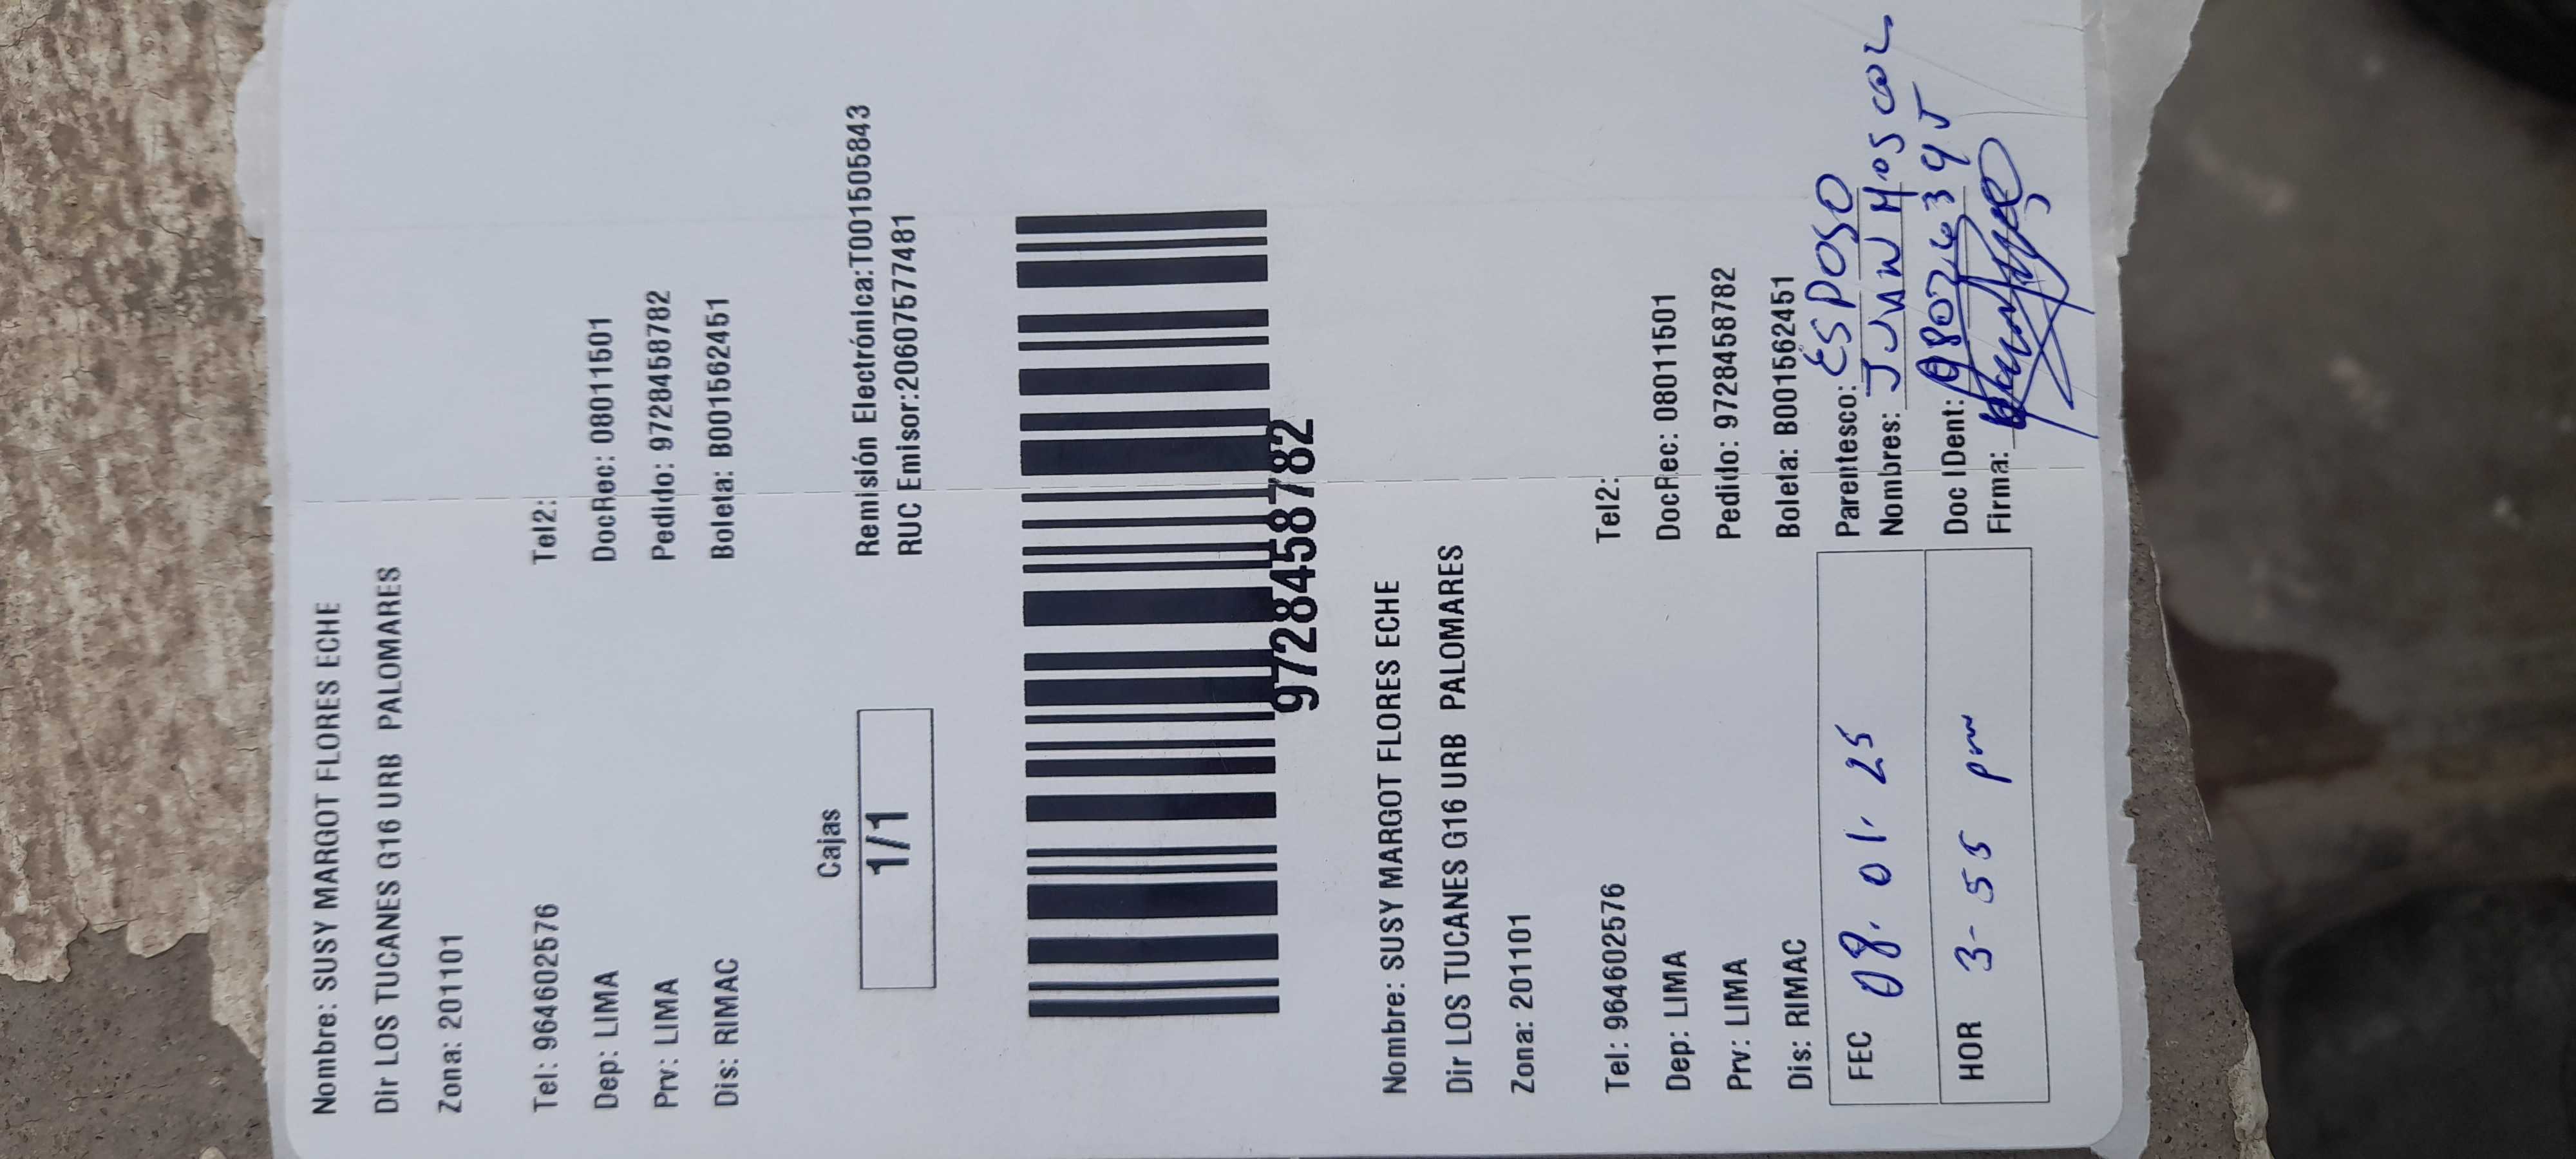 Nombre: SUSY MARGOT FLORES ECHE
Dir LOS TUCANES G16 URB PALOMARES
Zona: 201101
Tel: 964602576 Tel2:
Dep: LIMA DocRec: 08011501
Prv: LIMA Pedido: 9728458782
Dis: RIMAC Boleta: B001562451
Cajas
1/1
Remisión Electrónica:T001505843
RUC Emisor:20607577481
9728458782
Nombre: SUSY MARGOT FLORES ECHE
Dir LOS TUCANES G16 URB PALOMARES
Zona: 201101
Tel: 964602576 Tel2:
Dep: LIMA DocRec: 08011501
Prv: LIMA Pedido: 9728458782
Dis: RIMAC Boleta: B001562451
FEC 08.01.25
HOR 3-55 pm
Parentesco: ESPOSO
Nombres: JUAN MOSCOL
Doc IDent:
Firma: